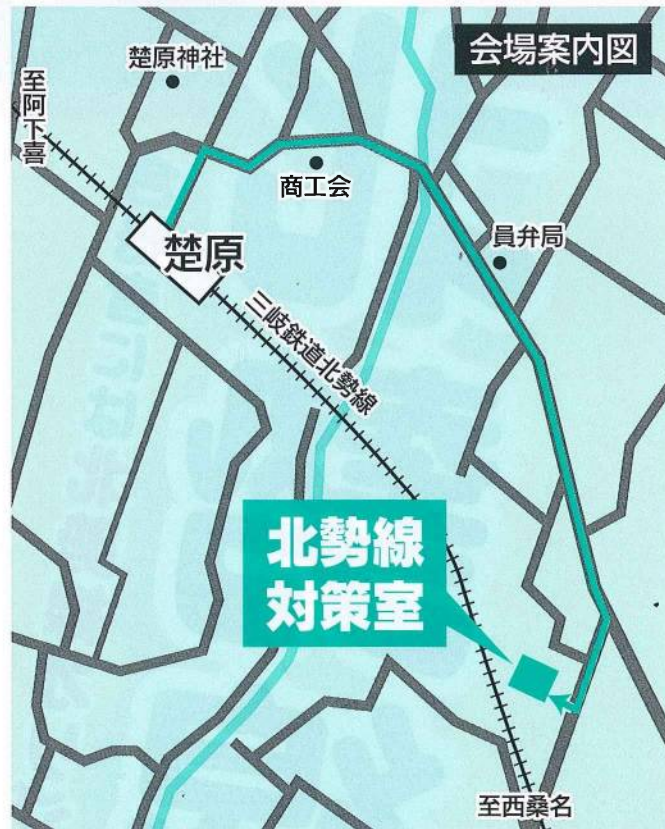 会場案内図
楚原神社
至阿下喜
商工会
楚原
員弁局
三岐鉄道北勢線
北勢線
対策室
至西桑名